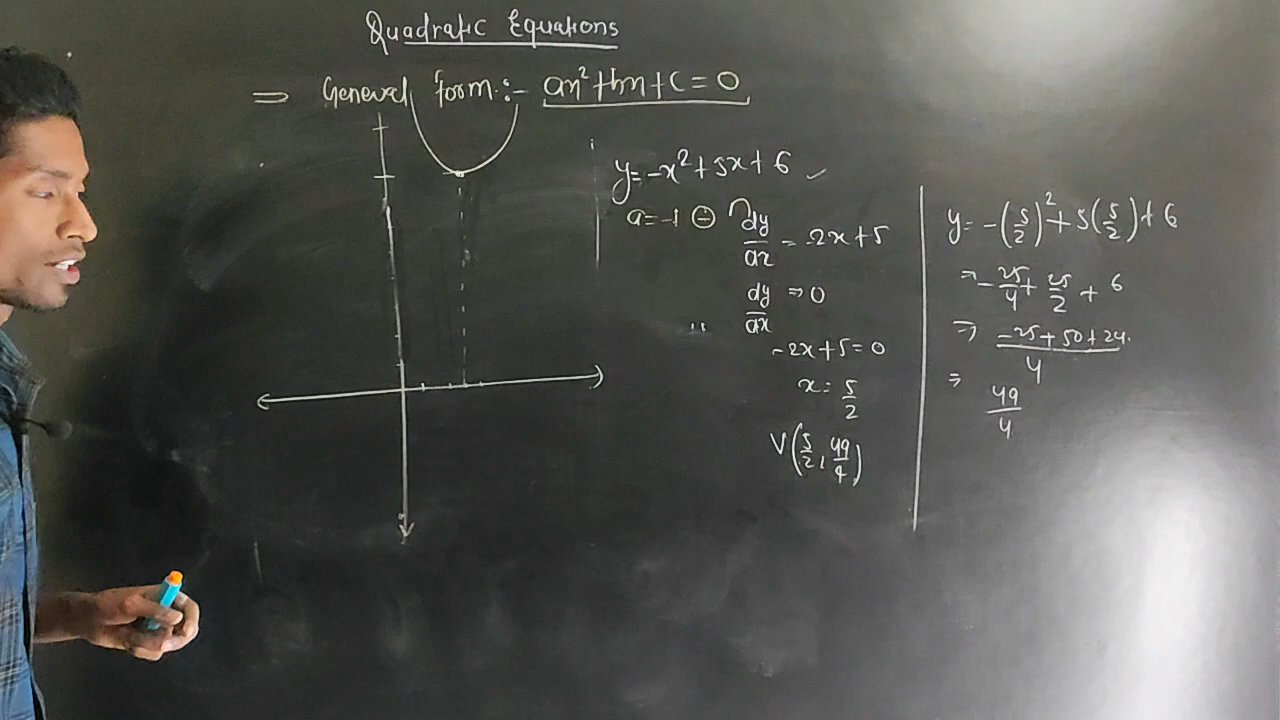 Quadratic Equations
⇒ General form :- ax²+bx+c = 0
y = -x²+5x+6 ✓
a = -1 ⊖
dy/dx = -2x+5
dy/dx ⇒ 0
-2x+5=0
x = 5/2
V(5/2, 49/4)
y = -(5/2)²+5(5/2)+6
⇒ -25/4 + 25/2 + 6
⇒ -25+50+24/4
= 49/4